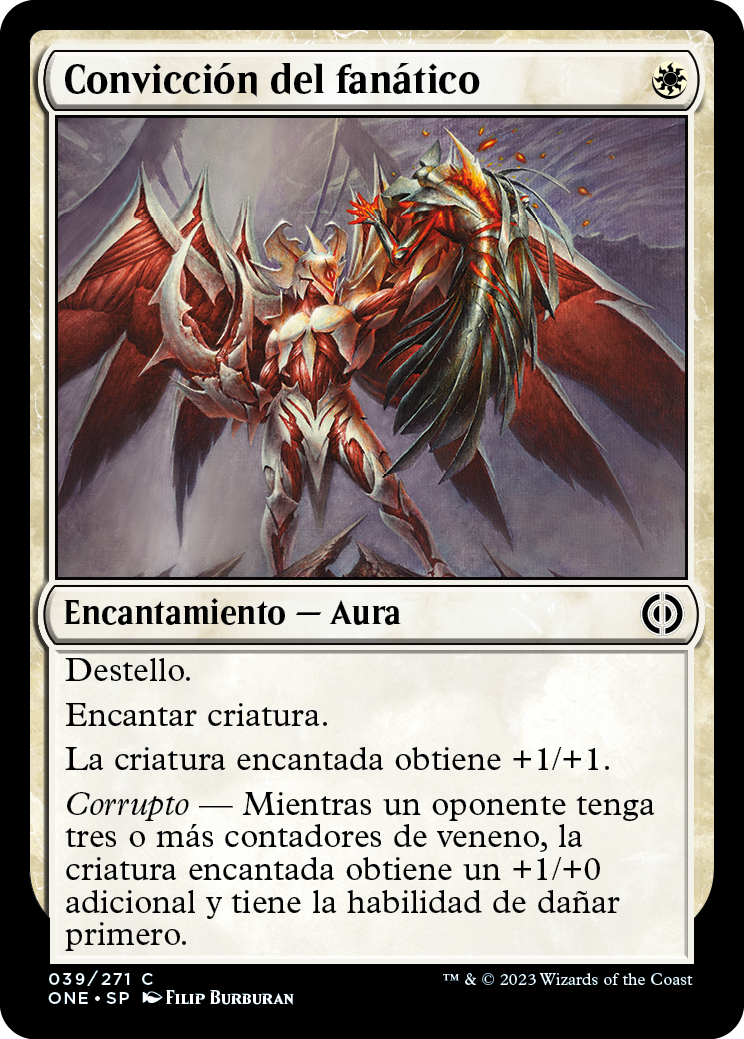 Convicción del fanático
Encantamiento — Aura
Destello.
Encantar criatura.
La criatura encantada obtiene +1/+1.
Corrupto — Mientras un oponente tenga
tres o más contadores de veneno, la
criatura encantada obtiene un +1/+0
adicional y tiene la habilidad de dañar
primero.
039/271 C
ONE • SP Filip Burburan
™ & © 2023 Wizards of the Coast